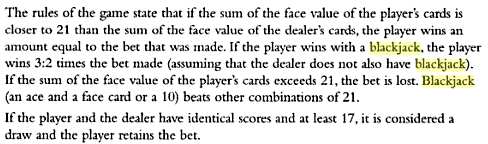 The rules of the game state that if the sum of the face value of the player's cards is
closer to 21 than the sum of the face value of the dealer's cards, the player wins an
amount equal to the bet that was made. If the player wins with a blackjack, the player
wins 3:2 times the bet made (assuming that the dealer does not also have blackjack).
If the sum of the face value of the player's cards exceeds 21, the bet is lost. Blackjack
(an ace and a face card or a 10) beats other combinations of 21.
If the player and the dealer have identical scores and at least 17, it is considered a
draw and the player retains the bet.